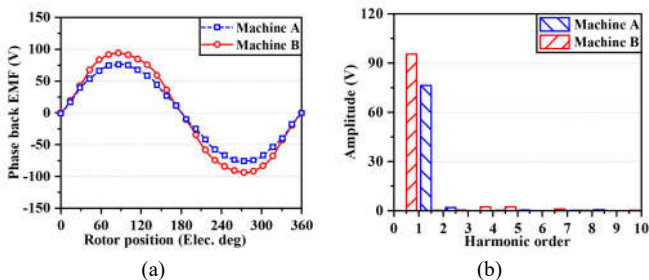 150
100
50
0
-50
-100
-150
Phase back EMF (V)
Machine A
Machine B
0 60 120 180 240 300 360
Rotor position (Elec. deg)
(a)
120
90
60
30
0
Amplitude (V)
Machine A
Machine B
0 1 2 3 4 5 6 7 8 9 10
Harmonic order
(b)